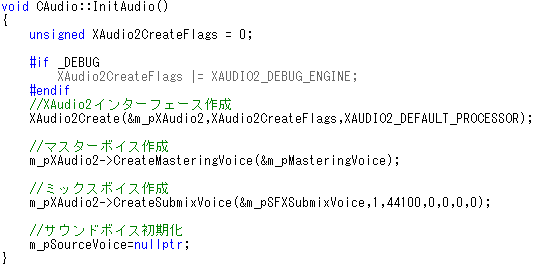 void CAudio::InitAudio()
{
unsigned XAudio2CreateFlags = 0;
#if _DEBUG
XAudio2CreateFlags |= XAUDIO2_DEBUG_ENGINE;
#endif
//XAudio2インターフェース作成
XAudio2Create(&m_pXAudio2,XAudio2CreateFlags,XAUDIO2_DEFAULT_PROCESSOR);
//マスターボイス作成
m_pXAudio2->CreateMasteringVoice(&m_pMasteringVoice);
//ミックスボイス作成
m_pXAudio2->CreateSubmixVoice(&m_pSFXSubmixVoice,1,44100,0,0,0,0);
//サウンドボイス初期化
m_pSourceVoice=nullptr;
}